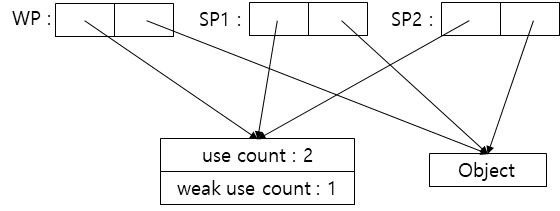 WP : SP1 : SP2 :
use count : 2
weak use count : 1
Object